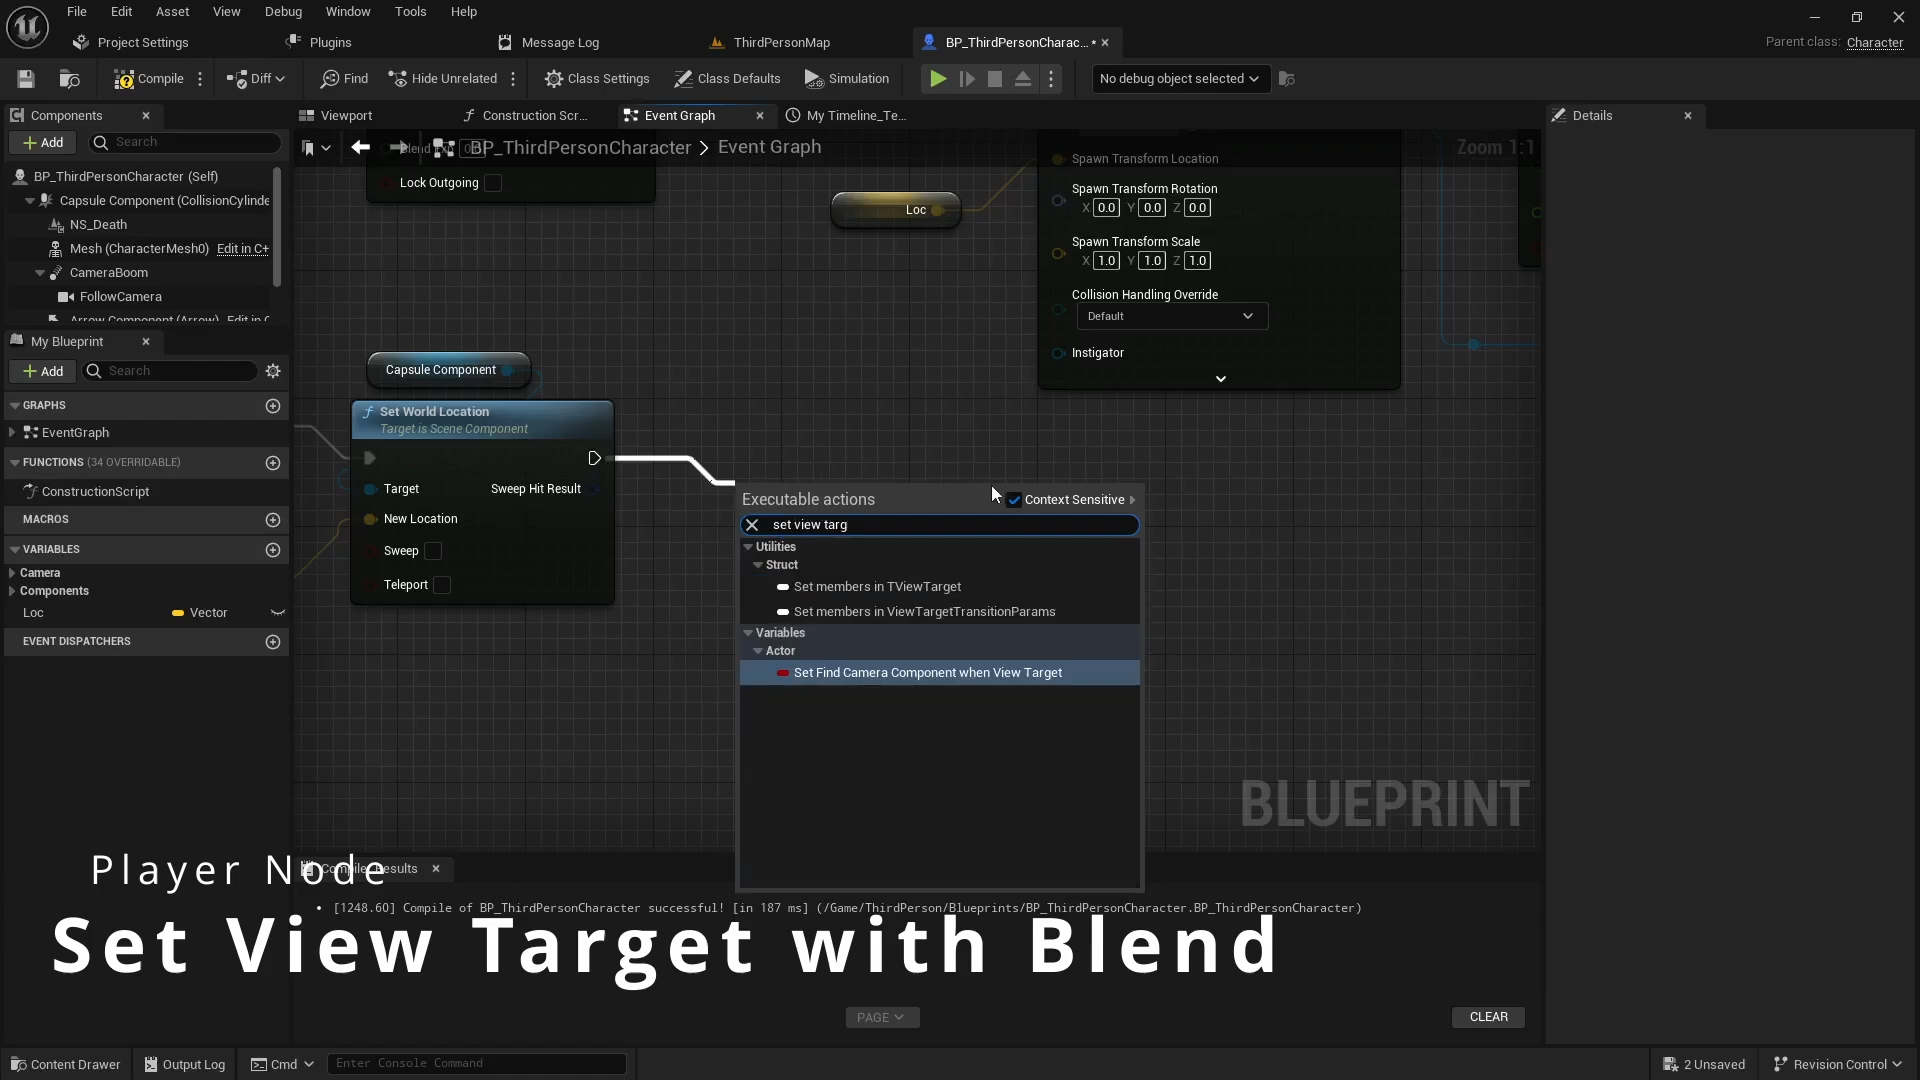 File Edit Asset View Debug Window Tools Help
Project Settings Plugins Message Log ThirdPersonMap BP_ThirdPersonCharac... • ×
Parent class: Character
Compile Diff Find Hide Unrelated Class Settings Class Defaults Simulation No debug object selected
Components
Add Search
BP_ThirdPersonCharacter (Self)
Capsule Component (CollisionCylinde
NS_Death
Mesh (CharacterMesh0) Edit in C+
CameraBoom
FollowCamera
Arrow Component (Arrow) Edit in C
My Blueprint
Add Search
GRAPHS
EventGraph
FUNCTIONS (34 OVERRIDABLE)
ConstructionScript
MACROS
VARIABLES
Camera
Components
Loc Vector
EVENT DISPATCHERS
Viewport Construction Scr... Event Graph My Timeline_Te...
BP_ThirdPersonCharacter > Event Graph
Zoom 1:1
Lock Outgoing
Loc
Spawn Transform Location
Spawn Transform Rotation
X 0.0 Y 0.0 Z 0.0
Spawn Transform Scale
X 1.0 Y 1.0 Z 1.0
Collision Handling Override
Default
Instigator
Capsule Component
Set World Location
Target is Scene Component
Target Sweep Hit Result
New Location
Sweep
Teleport
Executable actions Context Sensitive
set view targ
Utilities
Struct
Set members in TViewTarget
Set members in ViewTargetTransitionParams
Variables
Actor
Set Find Camera Component when View Target
BLUEPRINT
Details
Compiler Results
Player Node
[1248.60] Compile of BP_ThirdPersonCharacter successful! [in 187 ms] (/Game/ThirdPerson/Blueprints/BP_ThirdPersonCharacter.BP_ThirdPersonCharacter)
Set View Target with Blend
PAGE CLEAR
Content Drawer Output Log Cmd Enter Console Command 2 Unsaved Revision Control